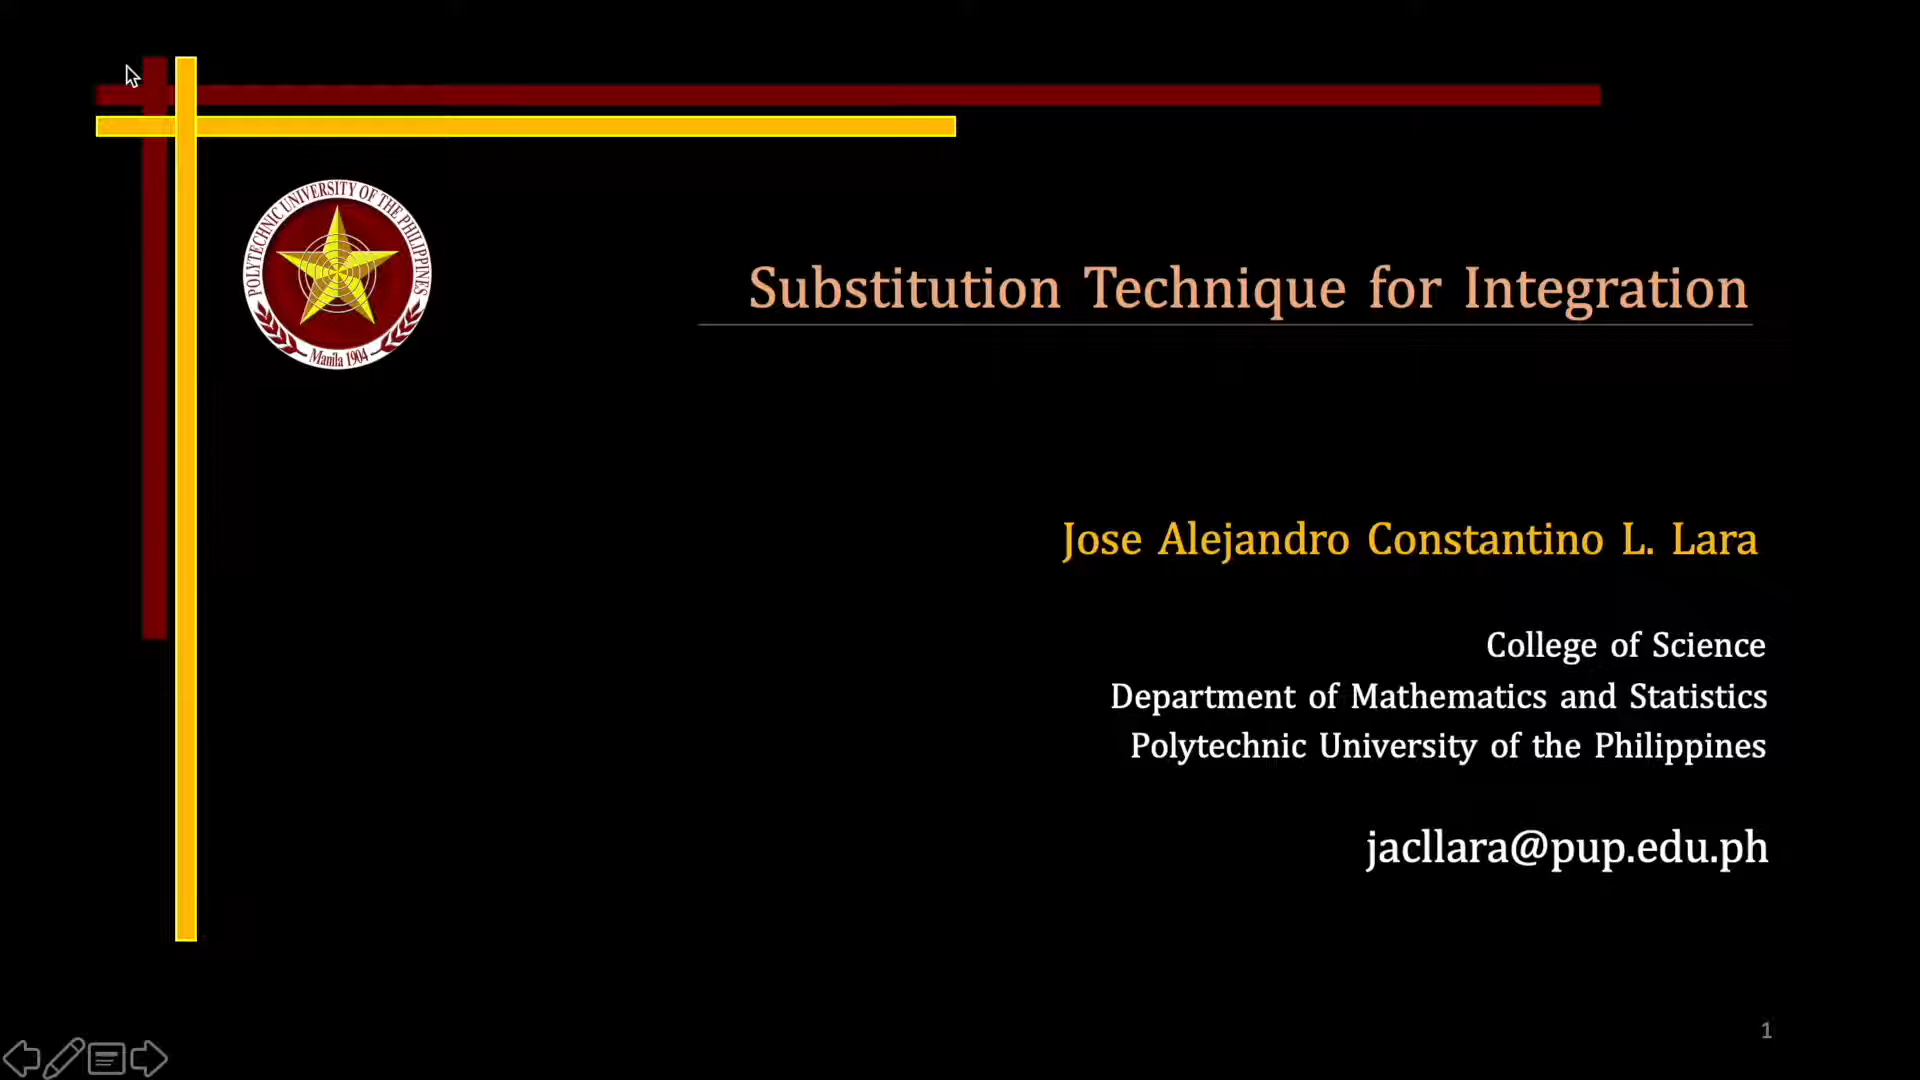 POLYTECHNIC UNIVERSITY OF THE PHILIPPINES
Manila 1904
Substitution Technique for Integration
Jose Alejandro Constantino L. Lara
College of Science
Department of Mathematics and Statistics
Polytechnic University of the Philippines
jacllara@pup.edu.ph
1